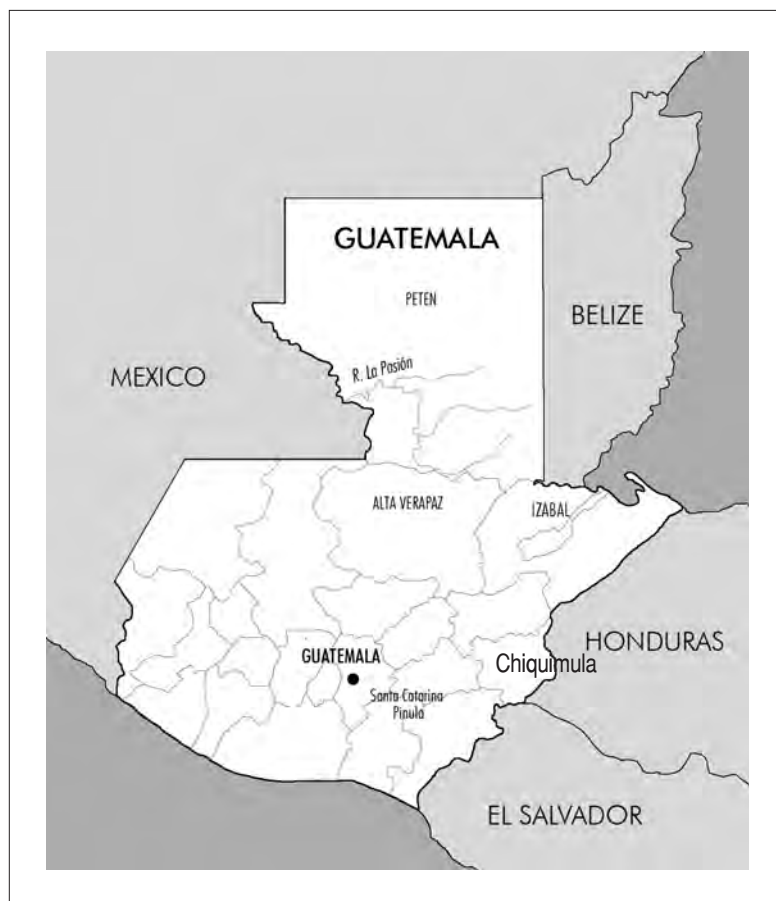 GUATEMALA
PETEN
BELIZE
R. La Pasión
MEXICO
ALTA VERAPAZ
IZABAL
HONDURAS
GUATEMALA
Chiquimula
Santa Catarina
Pinula
EL SALVADOR